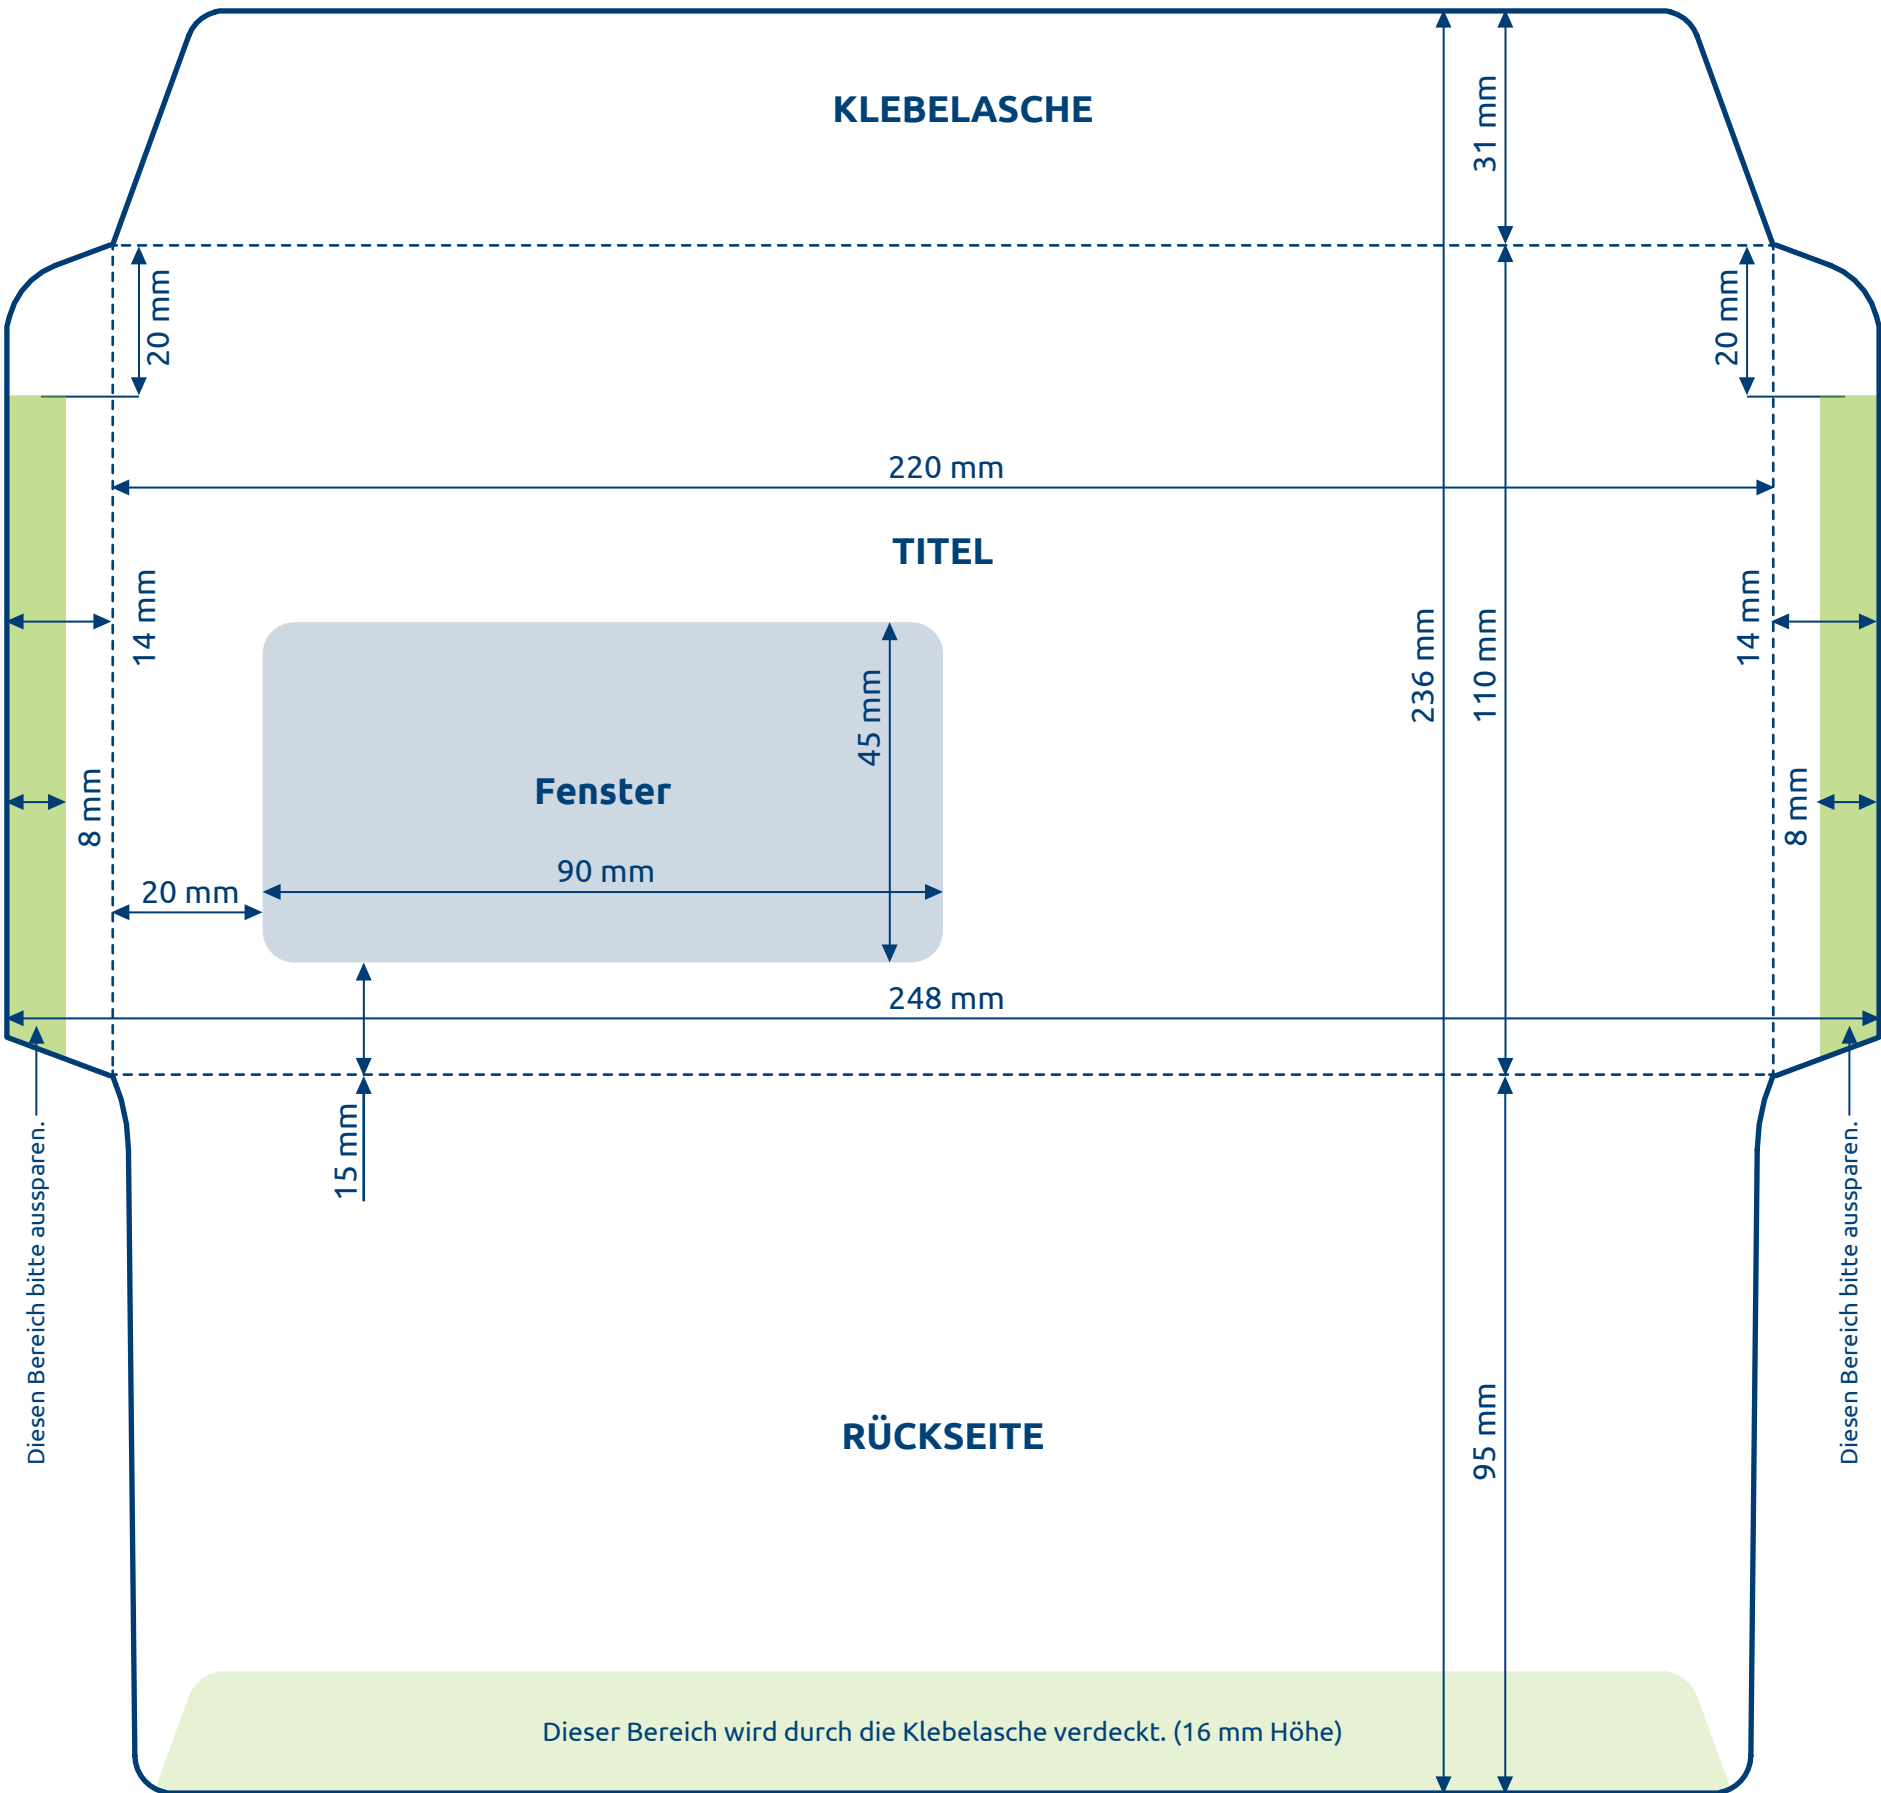 KLEBELASCHE
31 mm
20 mm
20 mm
220 mm
TITEL
14 mm
14 mm
236 mm
110 mm
45 mm
Fenster
8 mm
8 mm
90 mm
20 mm
248 mm
15 mm
Diesen Bereich bitte aussparen.
Diesen Bereich bitte aussparen.
RÜCKSEITE
95 mm
Dieser Bereich wird durch die Klebelasche verdeckt. (16 mm Höhe)